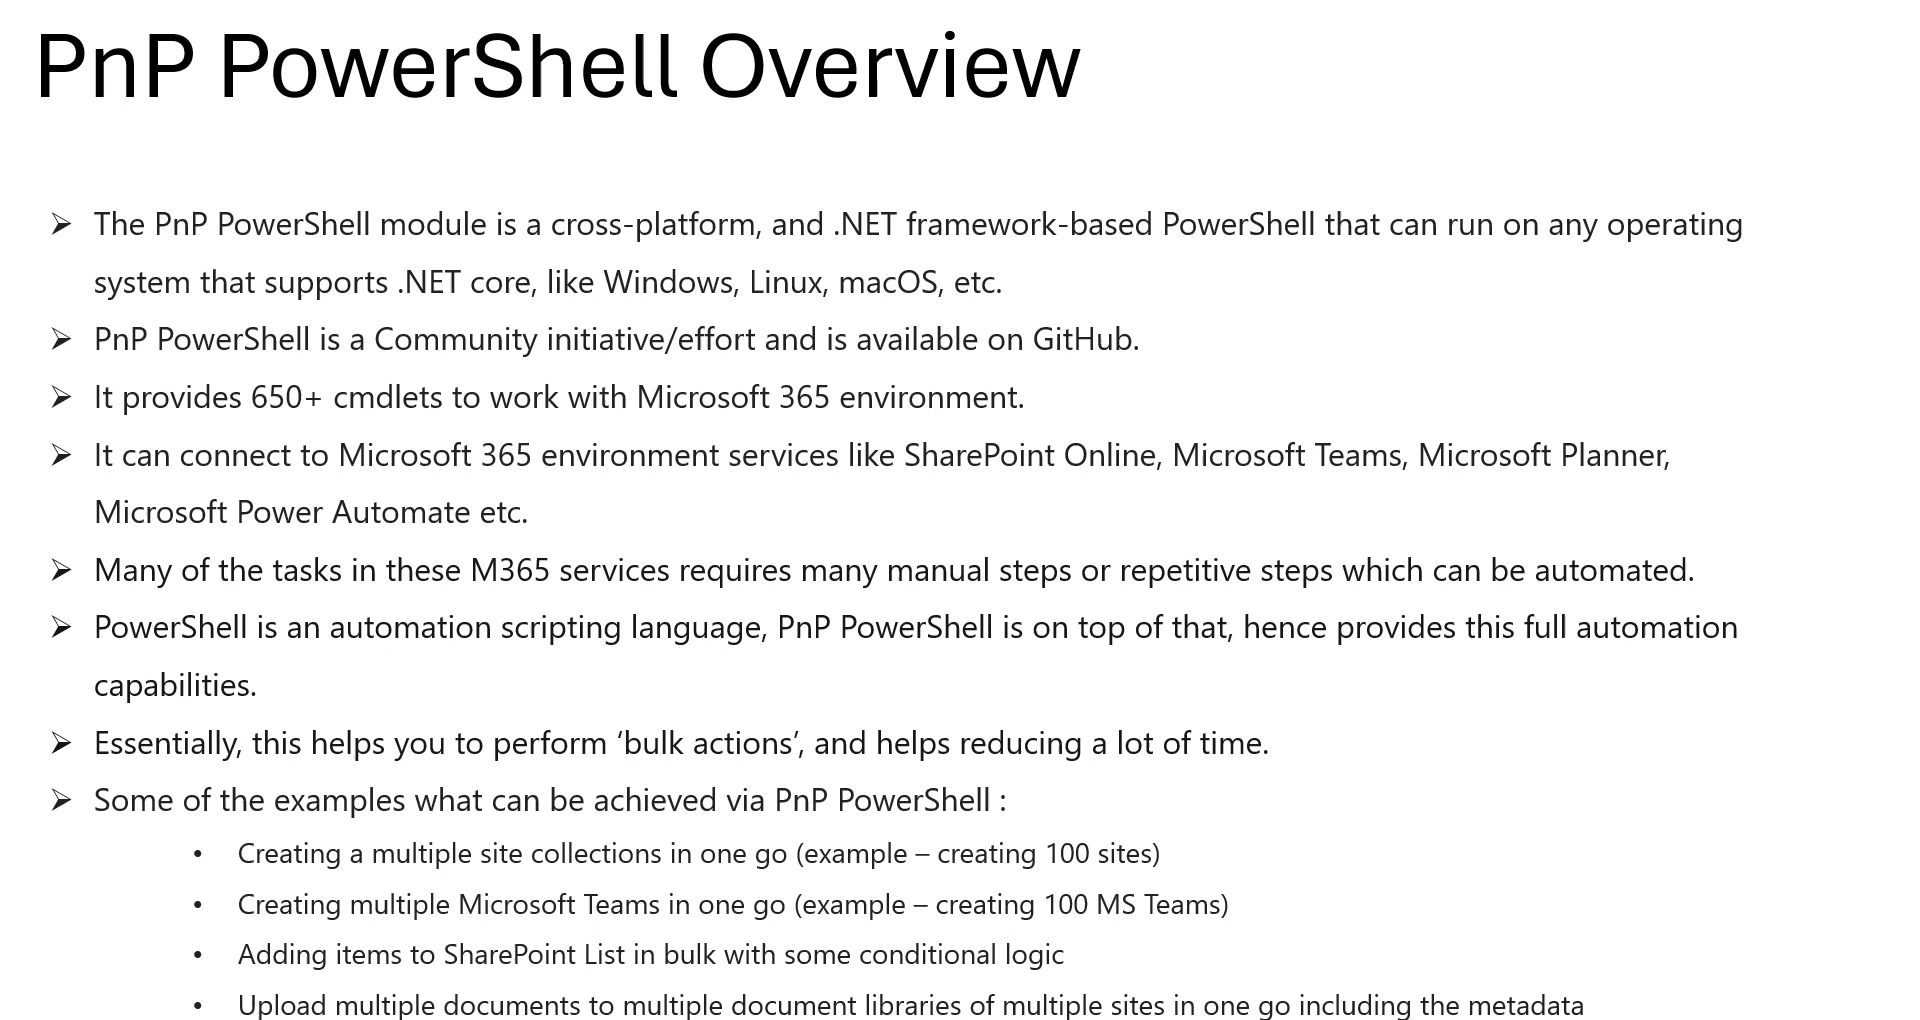 PnP PowerShell Overview
➢ The PnP PowerShell module is a cross-platform, and .NET framework-based PowerShell that can run on any operating
system that supports .NET core, like Windows, Linux, macOS, etc.
➢ PnP PowerShell is a Community initiative/effort and is available on GitHub.
➢ It provides 650+ cmdlets to work with Microsoft 365 environment.
➢ It can connect to Microsoft 365 environment services like SharePoint Online, Microsoft Teams, Microsoft Planner,
Microsoft Power Automate etc.
➢ Many of the tasks in these M365 services requires many manual steps or repetitive steps which can be automated.
➢ PowerShell is an automation scripting language, PnP PowerShell is on top of that, hence provides this full automation
capabilities.
➢ Essentially, this helps you to perform ‘bulk actions’, and helps reducing a lot of time.
➢ Some of the examples what can be achieved via PnP PowerShell :
• Creating a multiple site collections in one go (example – creating 100 sites)
• Creating multiple Microsoft Teams in one go (example – creating 100 MS Teams)
• Adding items to SharePoint List in bulk with some conditional logic
• Upload multiple documents to multiple document libraries of multiple sites in one go including the metadata